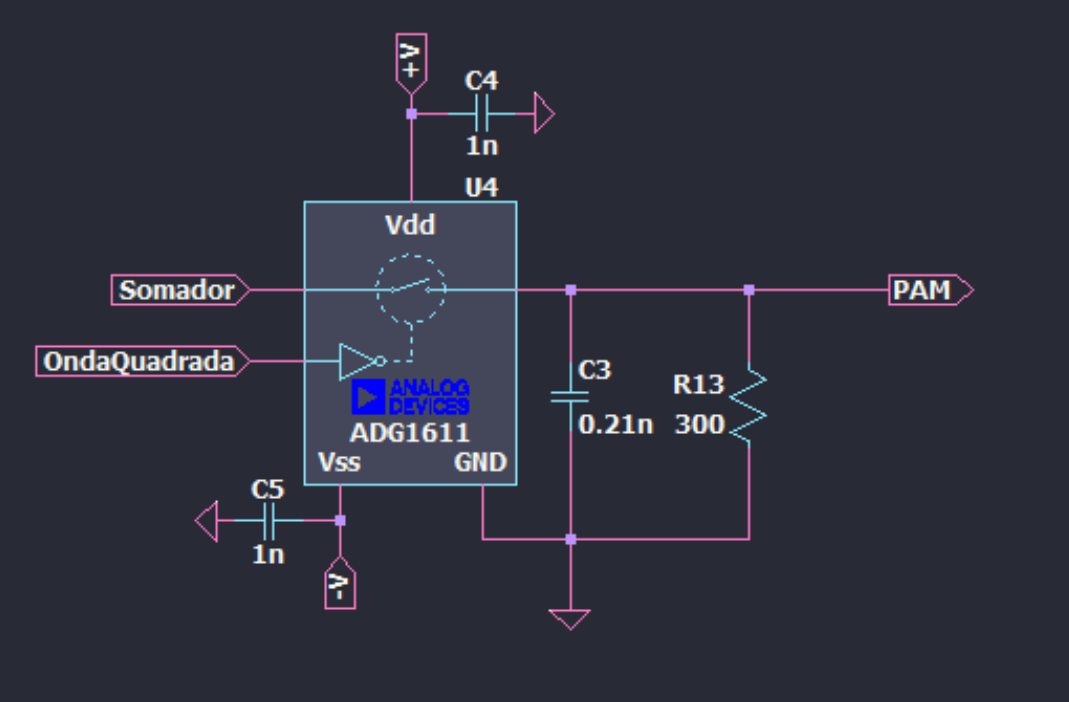 +V
C4
1n
U4
Vdd
Somador
PAM
OndaQuadrada
C3
0.21n
R13
300
ANALOG
DEVICES
ADG1611
Vss
GND
C5
1n
-V